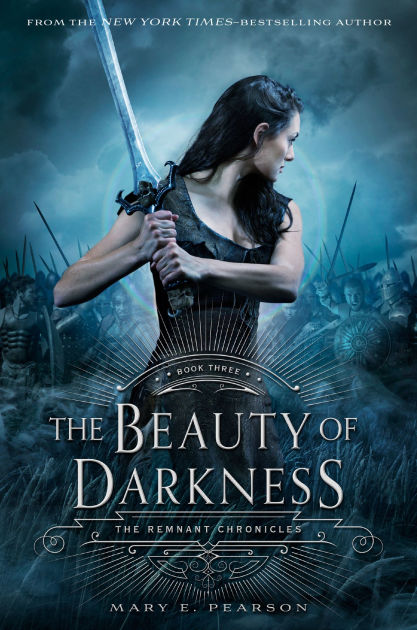 FROM THE NEW YORK TIMES–BESTSELLING AUTHOR
BOOK THREE
THE BEAUTY OF
DARKNESS
THE REMNANT CHRONICLES
MARY E. PEARSON